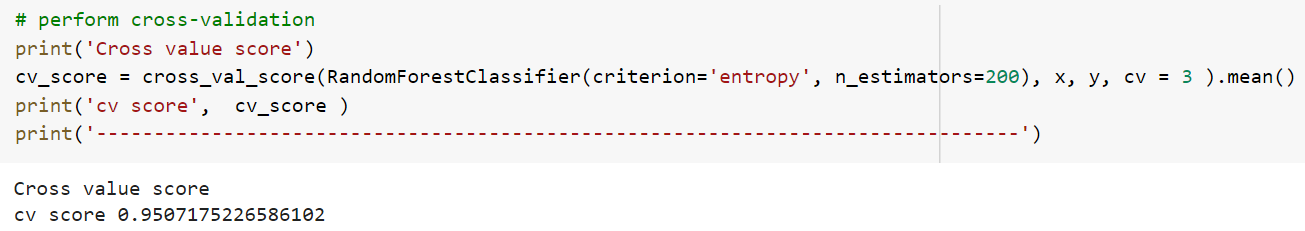 # perform cross-validation
print('Cross value score')
cv_score = cross_val_score(RandomForestClassifier(criterion='entropy', n_estimators=200), x, y, cv = 3 ).mean()
print('cv score',  cv_score )
print('--------------------------------------------------------------------------------')
Cross value score
cv score 0.9507175226586102